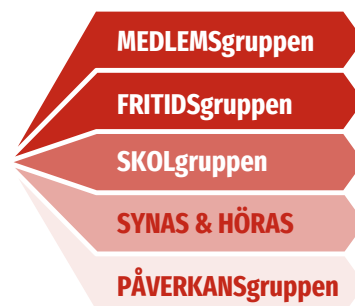 MEDLEMSgruppen
FRITIDSgruppen
SKOLgruppen
SYNAS & HÖRAS
PÅVERKANSgruppen